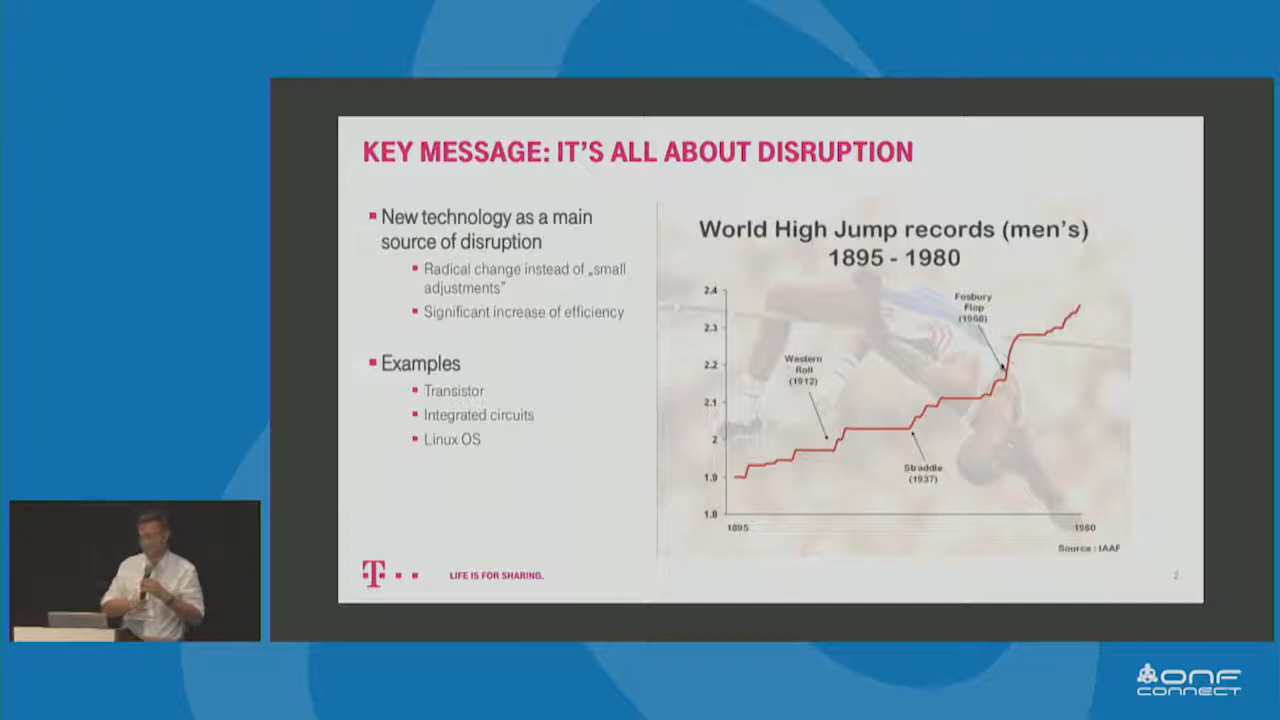 KEY MESSAGE: IT'S ALL ABOUT DISRUPTION
New technology as a main
source of disruption
Radical change instead of „small
adjustments"
Significant increase of efficiency
Examples
Transistor
Integrated circuits
Linux OS
World High Jump records (men's)
1895 - 1980
2.4
2.3
2.2
2.1
2
1.9
1.8
Western
Roll
(1912)
Fosbury
Flop
(1968)
Straddle
(1937)
1895
1980
Source : IAAF
T
LIFE IS FOR SHARING.
2
ONF
CONNECT